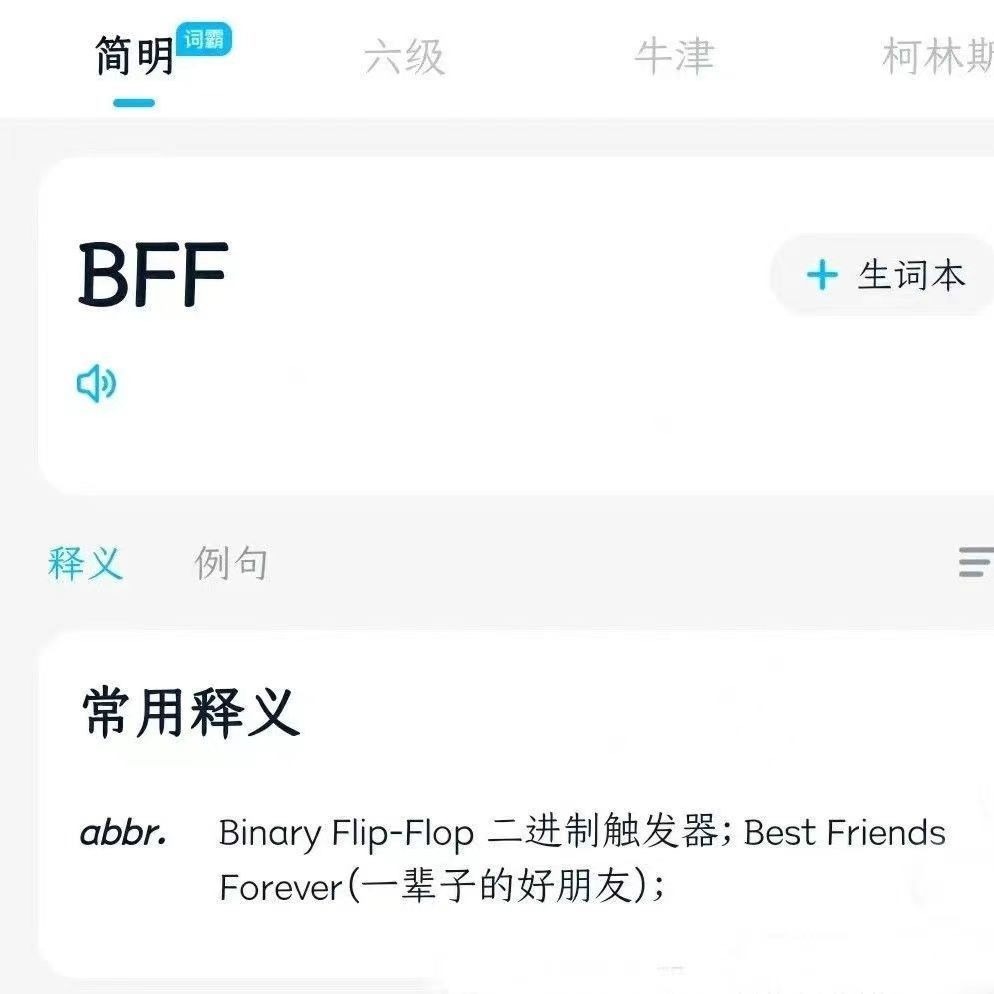 简明 词霸 六级 牛津 柯林斯
BFF
+ 生词本
释义 例句
常用释义
abbr. Binary Flip-Flop 二进制触发器; Best Friends
Forever(一辈子的好朋友);